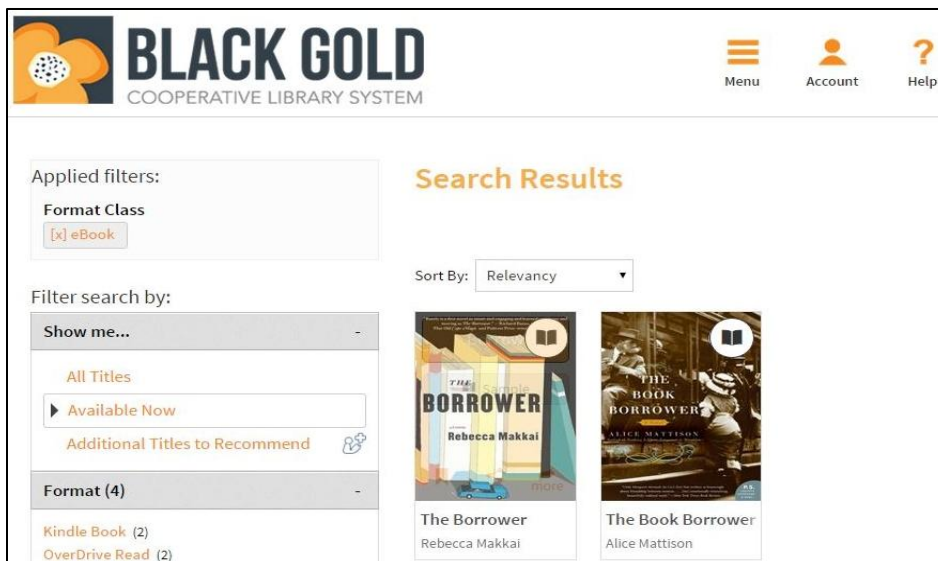 BLACK GOLD
COOPERATIVE LIBRARY SYSTEM
Menu
Account
Help
Applied filters:
Format Class
[x] eBook
Filter search by:
Show me... -
All Titles
Available Now
Additional Titles to Recommend
Format (4) -
Kindle Book (2)
OverDrive Read (2)
Search Results
Sort By: Relevancy
Sample
THE
BORROWER
Rebecca Makkai
more
The Borrower
Rebecca Makkai
THE
BOOK
BORROWER
ALICE MATTISON
P.S.
The Book Borrower
Alice Mattison